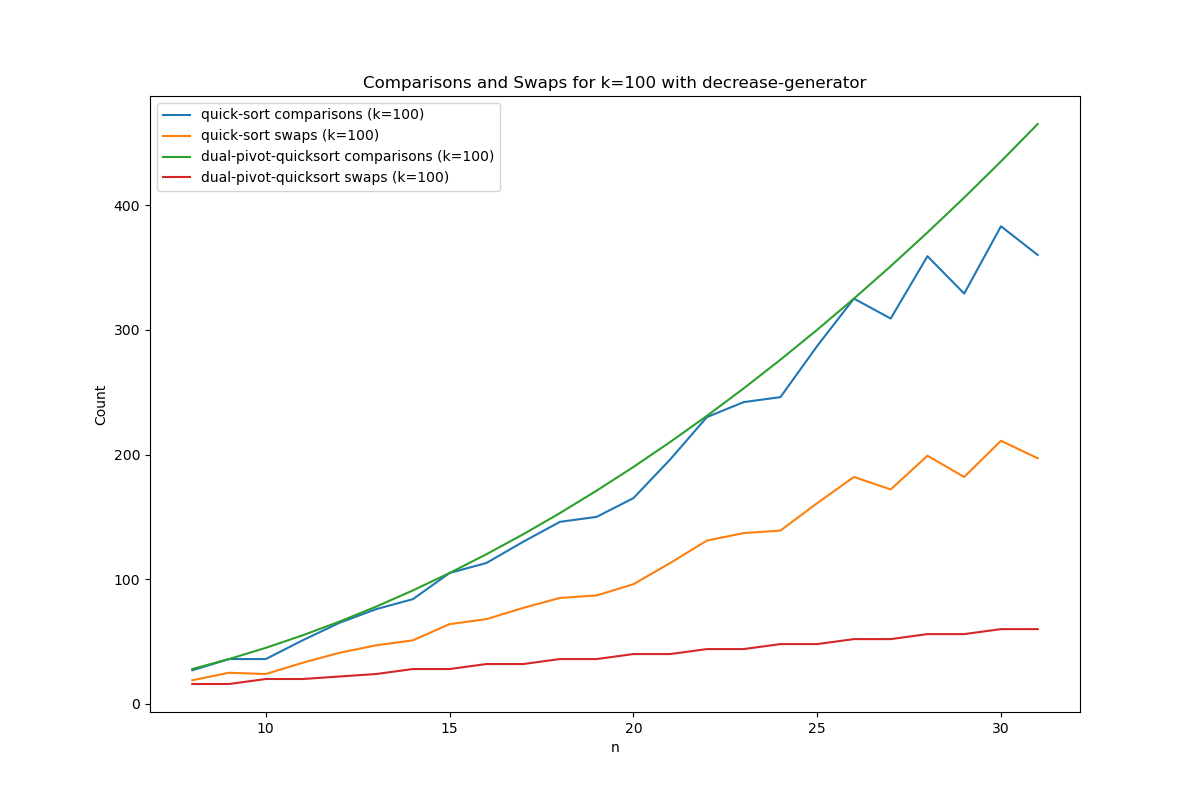 Comparisons and Swaps for k=100 with decrease-generator
quick-sort comparisons (k=100)
quick-sort swaps (k=100)
dual-pivot-quicksort comparisons (k=100)
dual-pivot-quicksort swaps (k=100)
400
300
200
100
0
Count
10 15 20 25 30
n